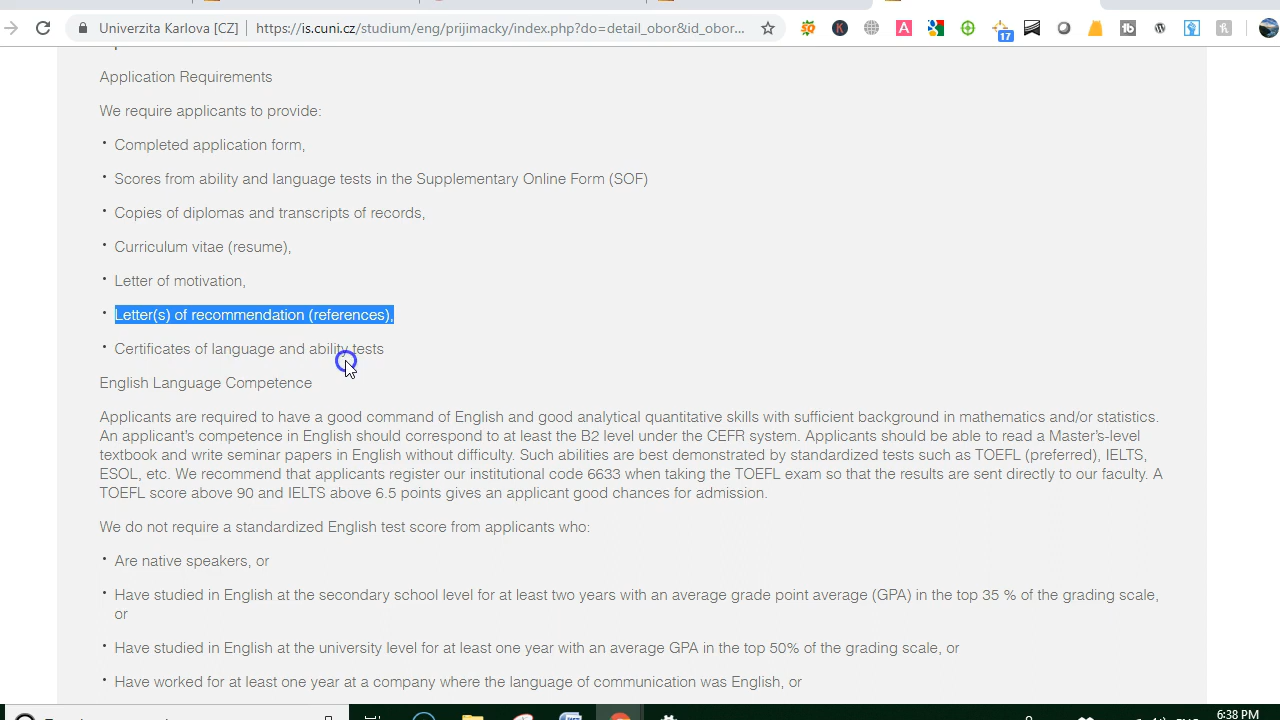 Univerzita Karlova [CZ] https://is.cuni.cz/studium/eng/prijimacky/index.php?do=detail_obor&id_obor...
17
Application Requirements
We require applicants to provide:
• Completed application form,
• Scores from ability and language tests in the Supplementary Online Form (SOF)
• Copies of diplomas and transcripts of records,
• Curriculum vitae (resume),
• Letter of motivation,
• Letter(s) of recommendation (references),
• Certificates of language and ability tests
English Language Competence
Applicants are required to have a good command of English and good analytical quantitative skills with sufficient background in mathematics and/or statistics.
An applicant's competence in English should correspond to at least the B2 level under the CEFR system. Applicants should be able to read a Master's-level
textbook and write seminar papers in English without difficulty. Such abilities are best demonstrated by standardized tests such as TOEFL (preferred), IELTS,
ESOL, etc. We recommend that applicants register our institutional code 6633 when taking the TOEFL exam so that the results are sent directly to our faculty. A
TOEFL score above 90 and IELTS above 6.5 points gives an applicant good chances for admission.
We do not require a standardized English test score from applicants who:
• Are native speakers, or
• Have studied in English at the secondary school level for at least two years with an average grade point average (GPA) in the top 35 % of the grading scale,
or
• Have studied in English at the university level for at least one year with an average GPA in the top 50% of the grading scale, or
• Have worked for at least one year at a company where the language of communication was English, or
6:38 PM